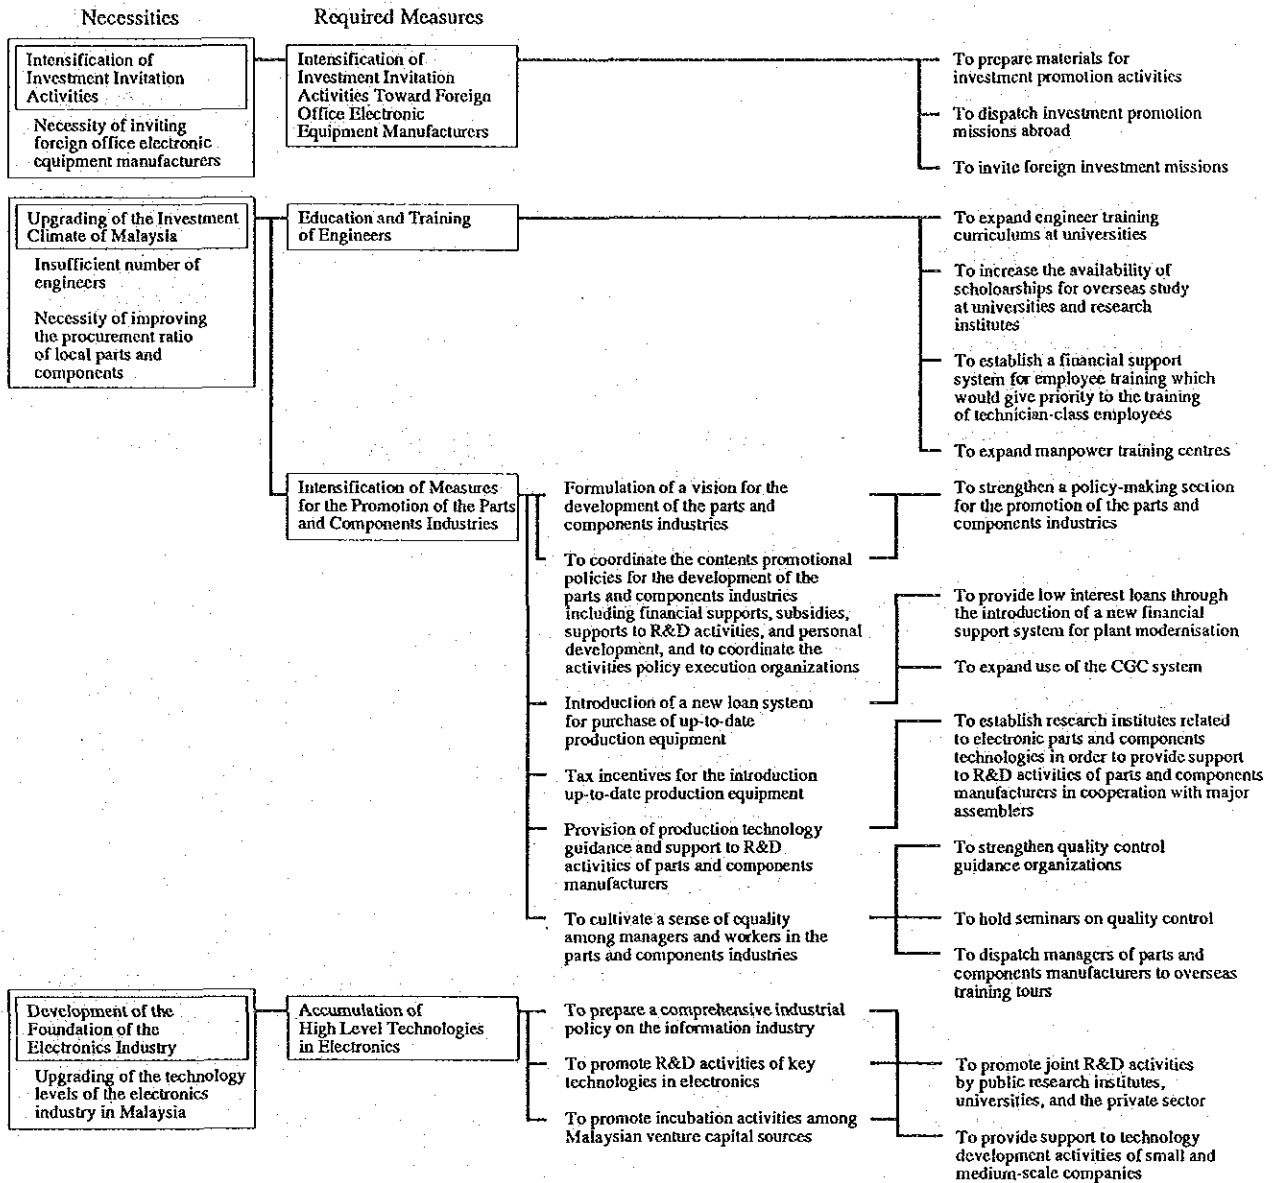 Necessities
Required Measures
Intensification of
Investment Invitation
Activities
Necessity of inviting
foreign office electronic
equipment manufacturers
Intensification of
Investment Invitation
Activities Toward Foreign
Office Electronic
Equipment Manufacturers
To prepare materials for
investment promotion activities
To dispatch investment promotion
missions abroad
To invite foreign investment missions
Upgrading of the Investment
Climate of Malaysia
Insufficient number of
engineers
Necessity of improving
the procurement ratio
of local parts and
components
Education and Training
of Engineers
To expand engineer training
curriculums at universities
To increase the availability of
scholoarships for overseas study
at universities and research
institutes
To establish a financial support
system for employee training which
would give priority to the training
of technician-class employees
To expand manpower training centres
Intensification of Measures
for the Promotion of the Parts
and Components Industries
Formulation of a vision for the
development of the parts and
components industries
To coordinate the contents promotional
policies for the development of the
parts and components industries
including financial supports, subsidies,
supports to R&D activities, and personal
development, and to coordinate the
activities policy execution organizations
Introduction of a new loan system
for purchase of up-to-date
production equipment
Tax incentives for the introduction
up-to-date production equipment
Provision of production technology
guidance and support to R&D
activities of parts and components
manufacturers
To cultivate a sense of equality
among managers and workers in the
parts and components industries
To strengthen a policy-making section
for the promotion of the parts and
components industries
To provide low interest loans through
the introduction of a new financial
support system for plant modernisation
To expand use of the CGC system
To establish research institutes related
to electronic parts and components
technologies in order to provide support
to R&D activities of parts and components
manufacturers in cooperation with major
assemblers
To strengthen quality control
guidance organizations
To hold seminars on quality control
To dispatch managers of parts and
components manufacturers to overseas
training tours
Development of the
Foundation of the
Electronics Industry
Upgrading of the technology
levels of the electronics
industry in Malaysia
Accumulation of
High Level Technologies
in Electronics
To prepare a comprehensive industrial
policy on the information industry
To promote R&D activities of key
technologies in electronics
To promote incubation activities among
Malaysian venture capital sources
To promote joint R&D activities
by public research institutes,
universities, and the private sector
To provide support to technology
development activities of small and
medium-scale companies